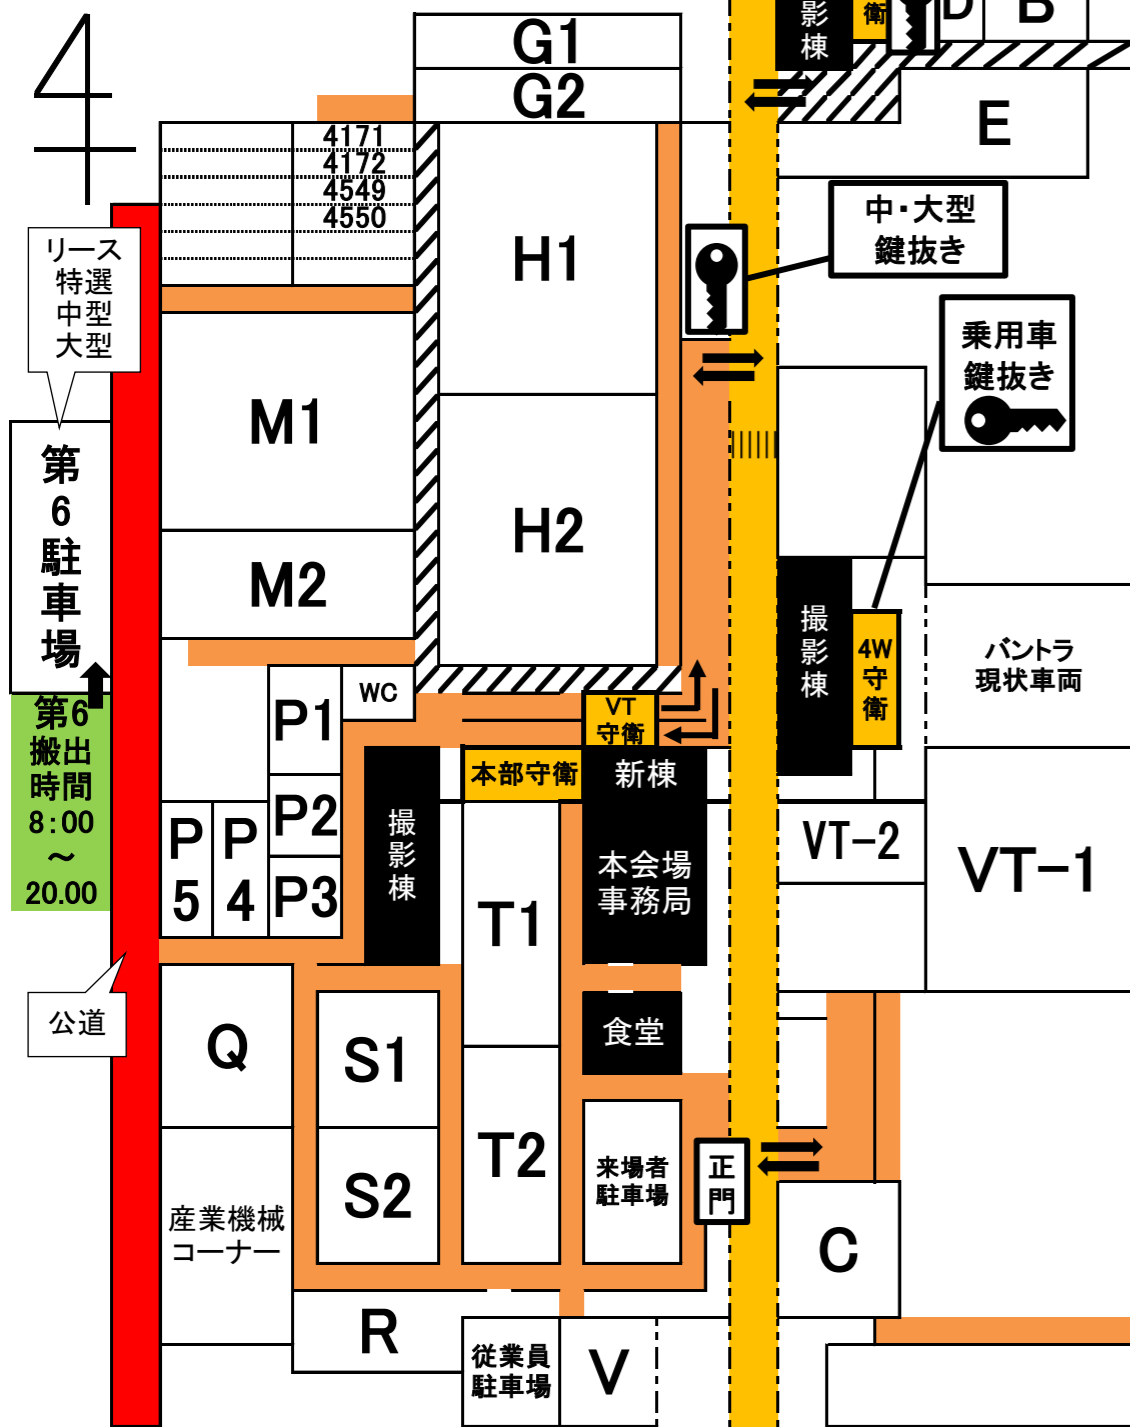 4
G1
G2
撮
影
棟
衛
D
B
E
4171
4172
4549
4550
リース
特選
中型
大型
H1
中・大型
鍵抜き
乗用車
鍵抜き
M1
第
6
駐
車
場
H2
M2
撮
影
棟
4W
守
衛
バントラ
現状車両
WC
P1
VT
守衛
第6
搬出
時間
8:00
~
20.00
本部守衛
新棟
P2
P
5
P
4
P3
撮
影
棟
T1
本会場
事務局
VT-2
VT-1
公道
Q
S1
食堂
T2
来場者
駐車場
正
門
S2
産業機械
コーナー
C
R
従業員
駐車場
V